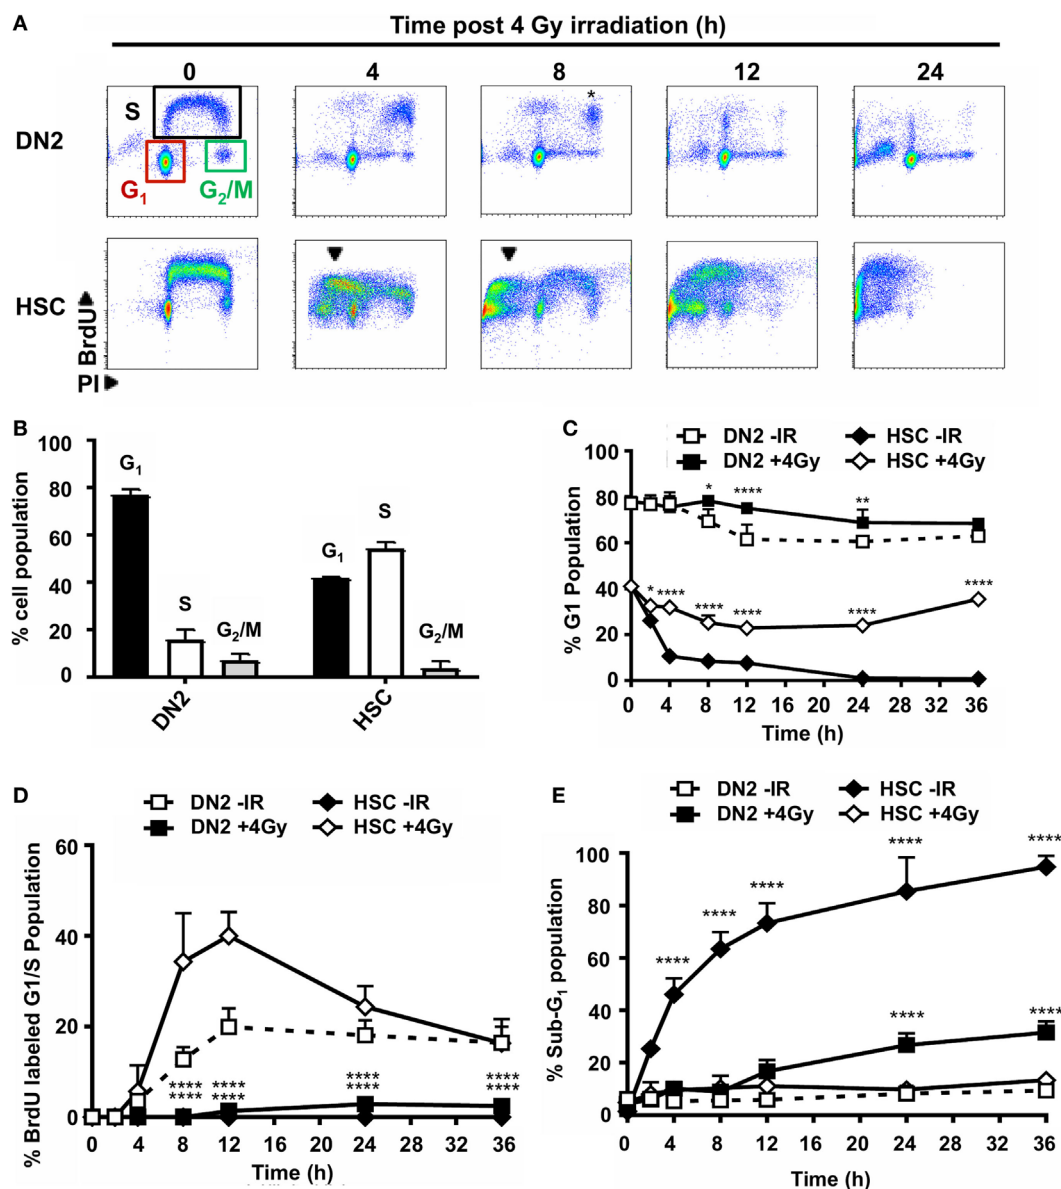 A
Time post 4 Gy irradiation (h)
0 4 8 12 24
DN2
S
G1
G2/M
*
HSC
BrdU
PI
B
% cell population
100
80
60
40
20
0
G1
S
G2/M
G1
S
G2/M
DN2
HSC
C
DN2 -IR
HSC -IR
DN2 +4Gy
HSC +4Gy
% G1 Population
100
80
60
40
20
0
* **** **
* **** **** **** **** ****
0 4 8 12 16 20 24 28 32 36
Time (h)
D
DN2 -IR
HSC -IR
DN2 +4Gy
HSC +4Gy
% BrdU labeled G1/S Population
60
40
20
0
**** **** **** ****
**** **** **** ****
0 4 8 12 16 20 24 28 32 36
Time (h)
E
DN2 -IR
HSC -IR
DN2 +4Gy
HSC +4Gy
% Sub-G1 population
100
80
60
40
20
0
**** **** **** **** ****
**** ****
0 4 8 12 16 20 24 28 32 36
Time (h)